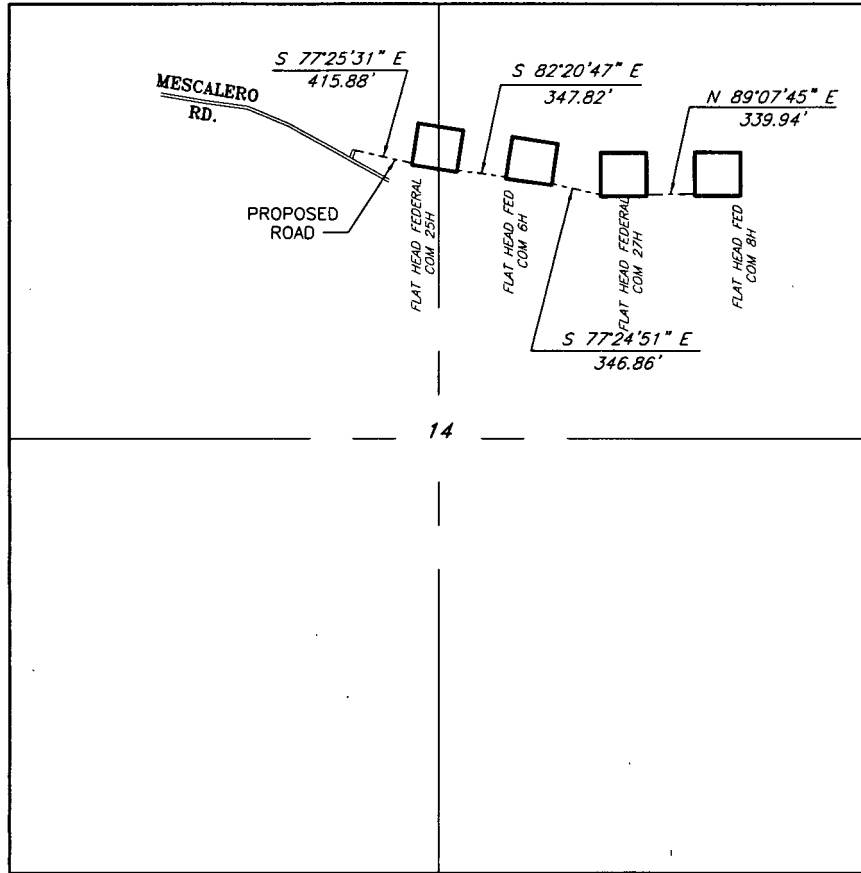 S 77°25'31" E
415.88'
S 82°20'47" E
347.82'
N 89°07'45" E
339.94'
MESCALERO
RD.
PROPOSED
ROAD
FLAT HEAD FEDERAL
COM 25H
FLAT HEAD FED
COM 6H
FLAT HEAD FEDERAL
COM 27H
FLAT HEAD FED
COM 8H
S 77°24'51" E
346.86'
14